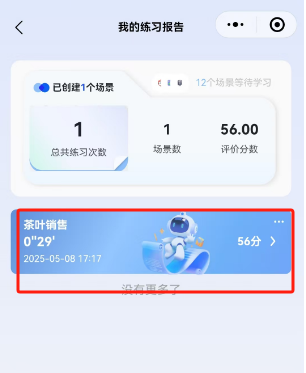 我的练习报告
已创建1个场景
12个场景等待学习
1
总共练习次数
1
场景数
56.00
评价分数
茶叶销售
0"29'
56分
2025-05-08 17:17
没有更多了